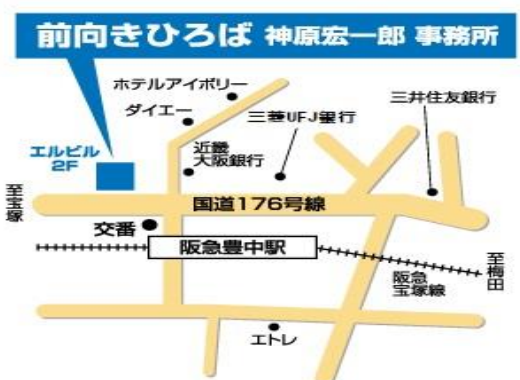 前向きひろば 神原宏一郎 事務所
ホテルアイボリー
ダイエー
三菱UFJ銀行
三井住友銀行
近畿
大阪銀行
エルビル
2F
至宝塚
国道176号線
交番
阪急豊中駅
至梅田
阪急
宝塚線
エトレ